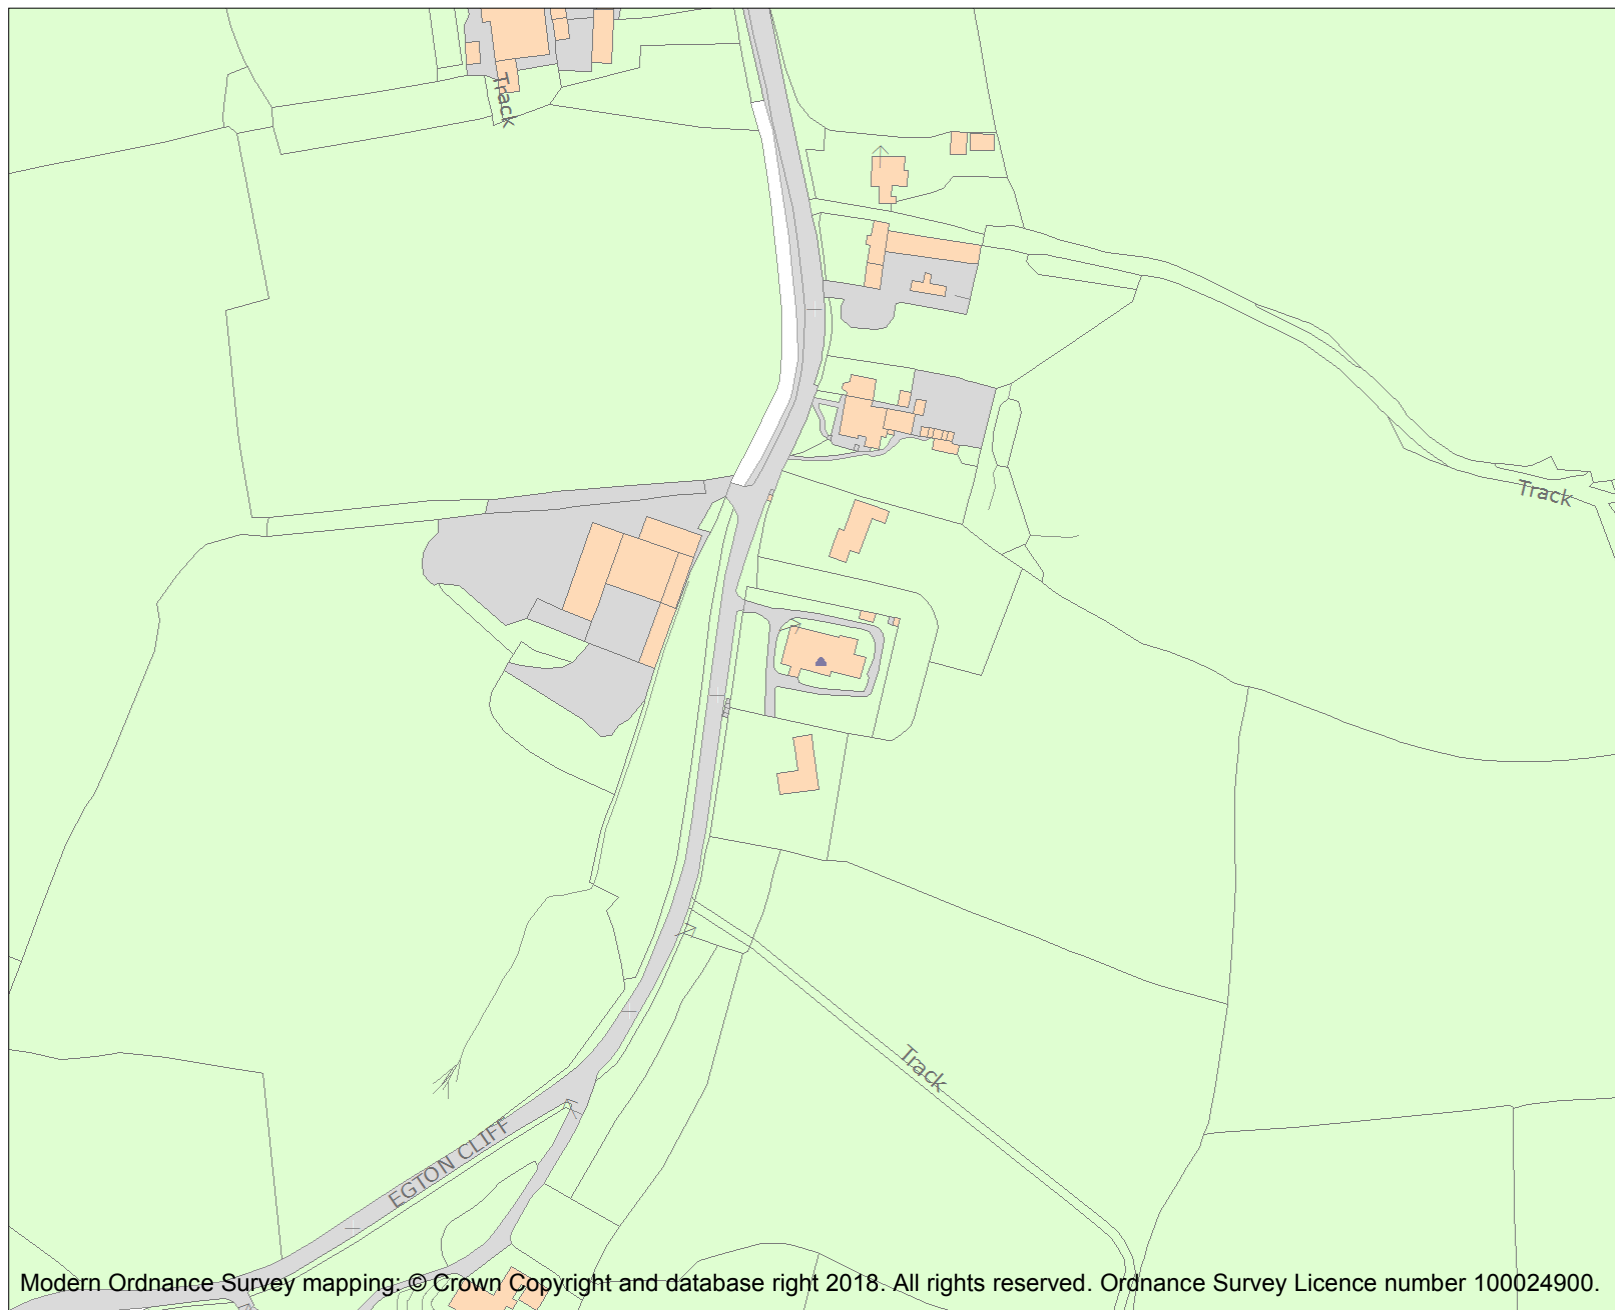 Track
Track
Track
EGTON CLIFF
Modern Ordnance Survey mapping: © Crown Copyright and database right 2018. All rights reserved. Ordnance Survey Licence number 100024900.